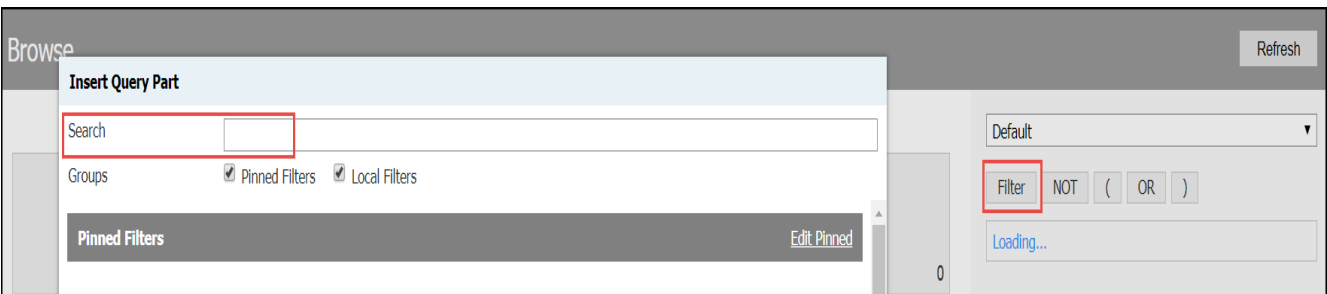 Browse
Refresh
Insert Query Part
Search
Default
Groups Pinned Filters Local Filters
Filter NOT ( OR )
Pinned Filters Edit Pinned
Loading...
0